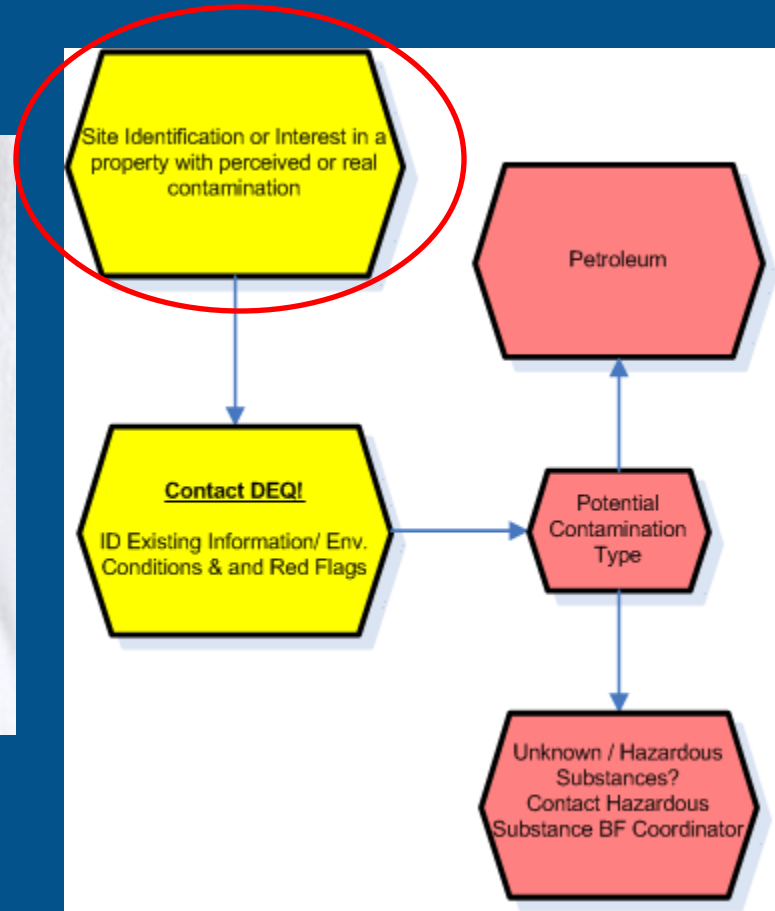 Site Identification or Interest in a
property with perceived or real
contamination
Petroleum
Contact DEQ!
ID Existing Information/ Env.
Conditions & and Red Flags
Potential
Contamination
Type
Unknown / Hazardous
Substances?
Contact Hazardous
Substance BF Coordinator